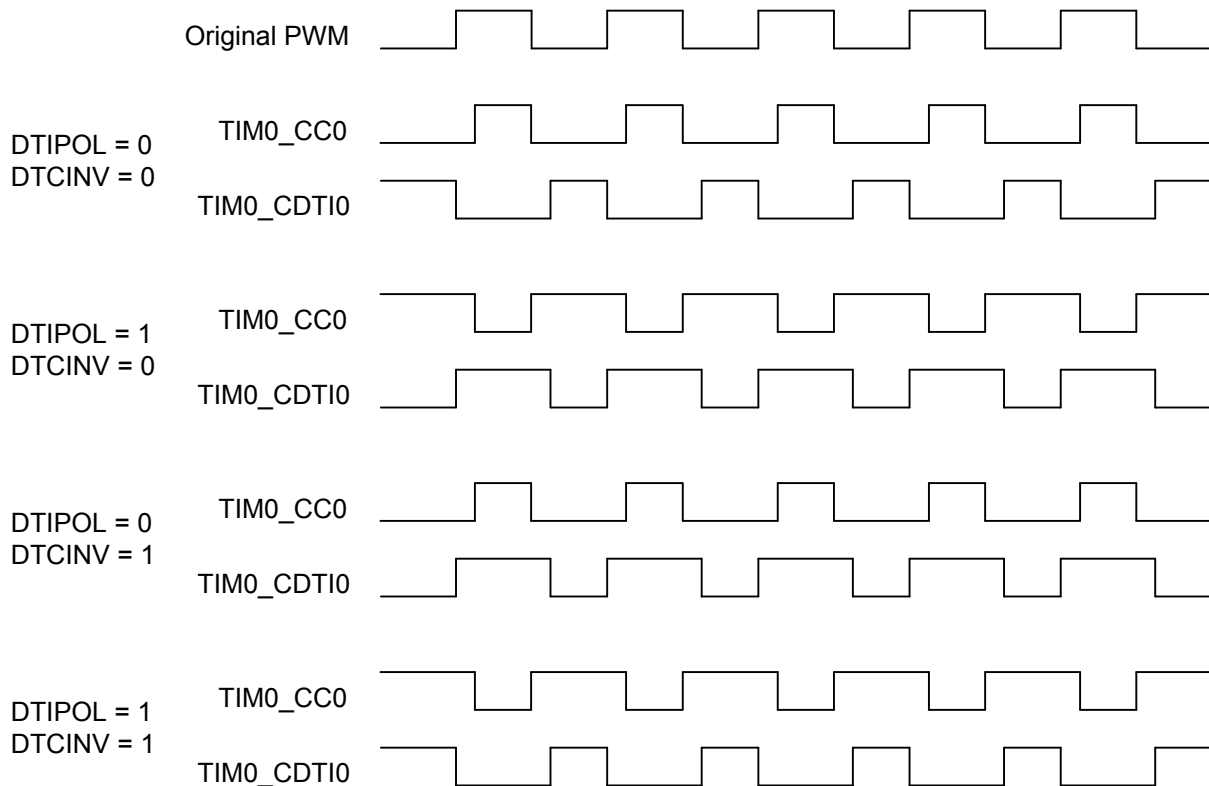 Original PWM
DTIPOL = 0
DTCINV = 0
TIM0_CC0
TIM0_CDTI0
DTIPOL = 1
DTCINV = 0
TIM0_CC0
TIM0_CDTI0
DTIPOL = 0
DTCINV = 1
TIM0_CC0
TIM0_CDTI0
DTIPOL = 1
DTCINV = 1
TIM0_CC0
TIM0_CDTI0